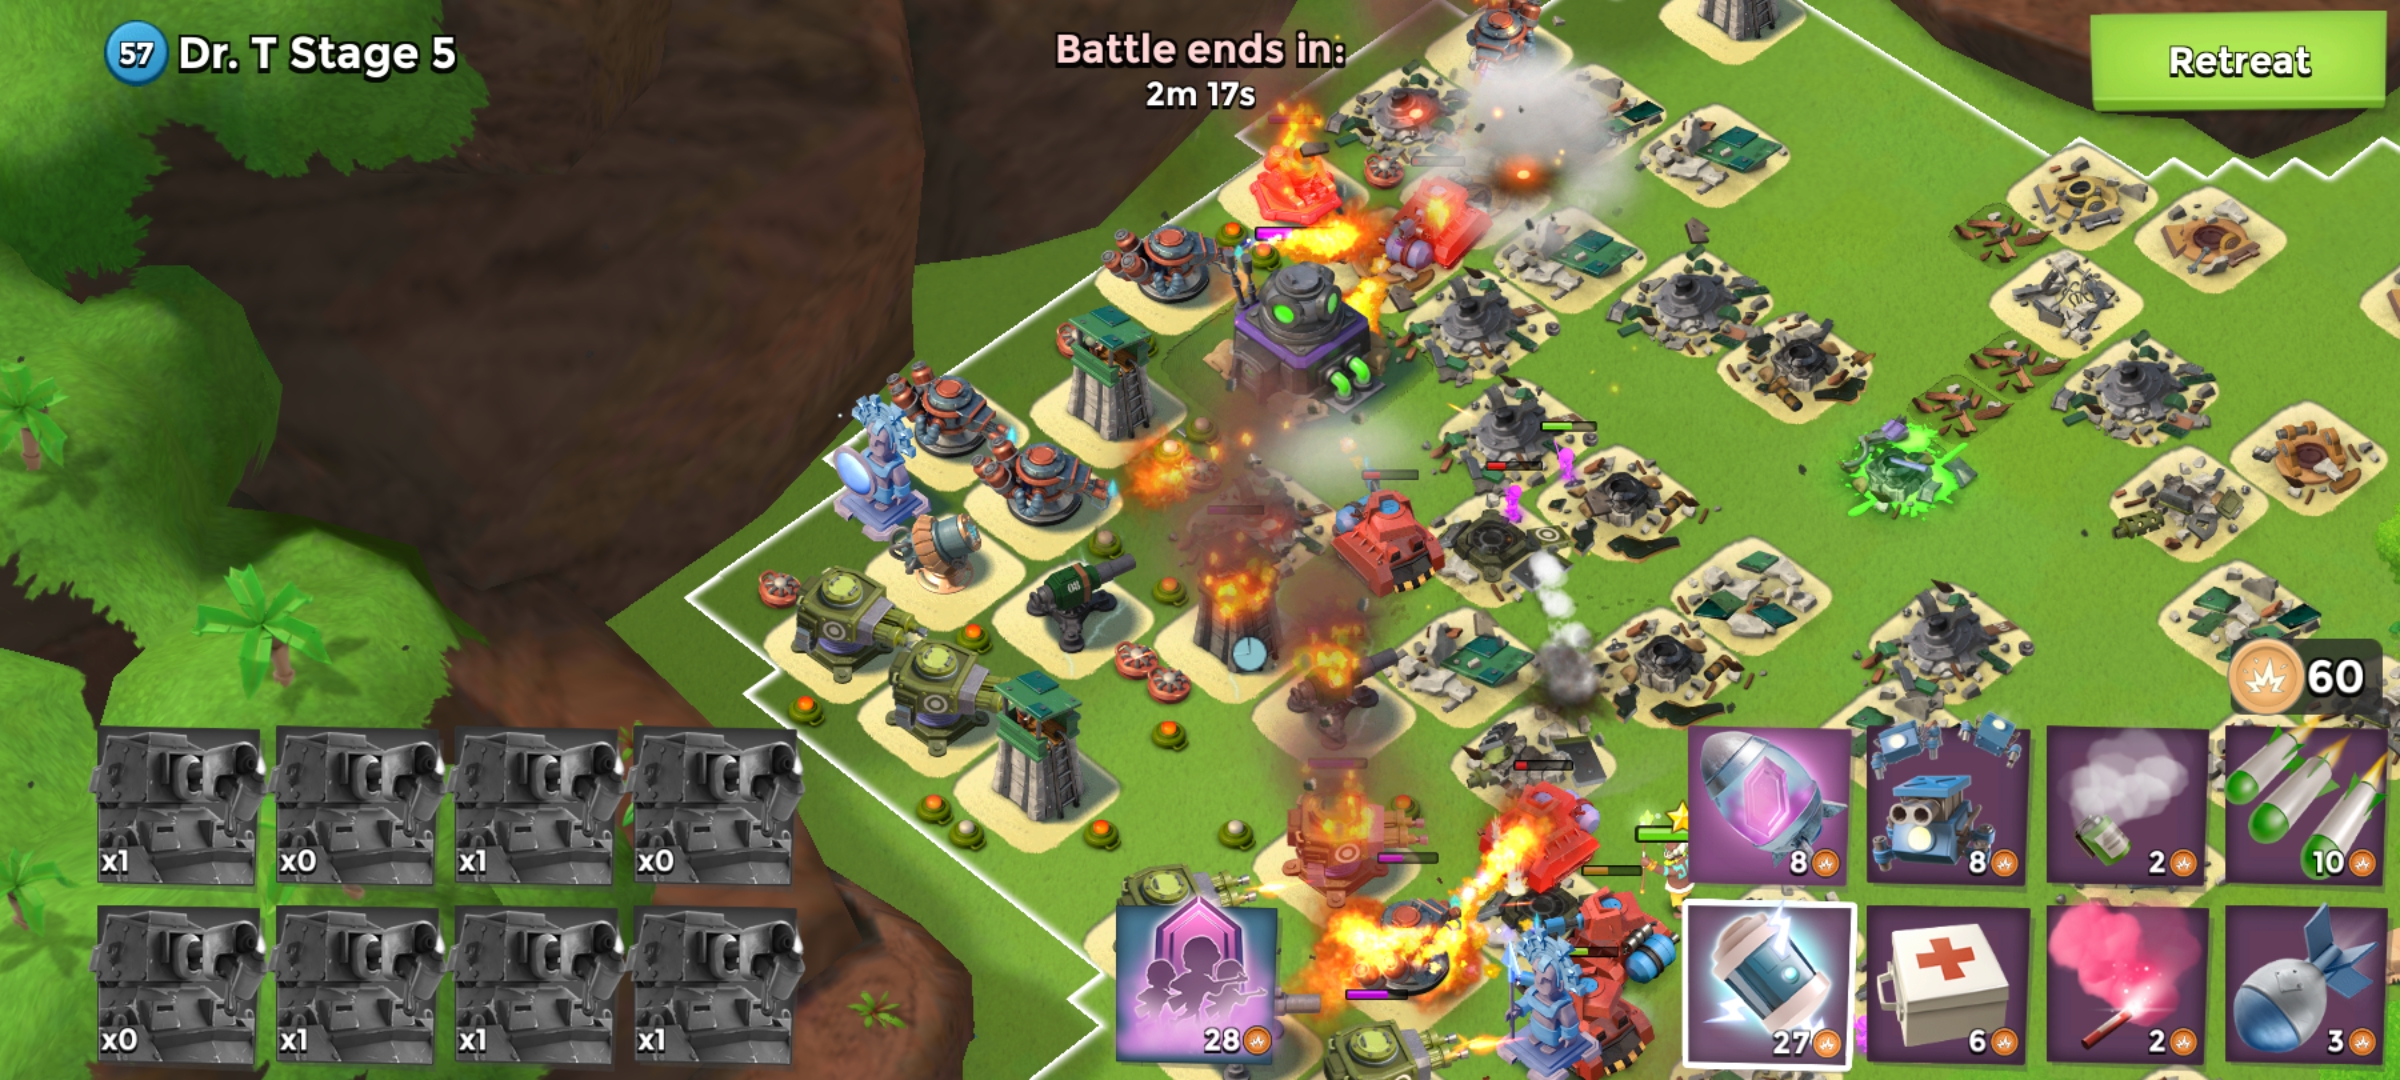 57 Dr. T Stage 5
Battle ends in:
2m 17s
Retreat
60
x1 x0 x1 x0
8 8 2 10
x0 x1 x1 x1
28 27 6 2 3